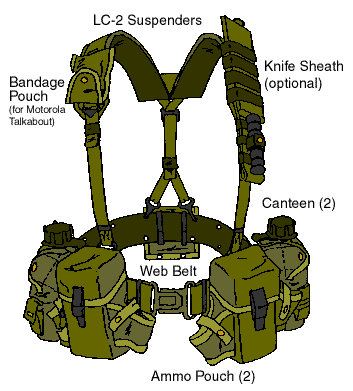 LC-2 Suspenders
Knife Sheath
(optional)
Bandage
Pouch
(for Motorola
Talkabout)
Canteen (2)
Web Belt
Ammo Pouch (2)